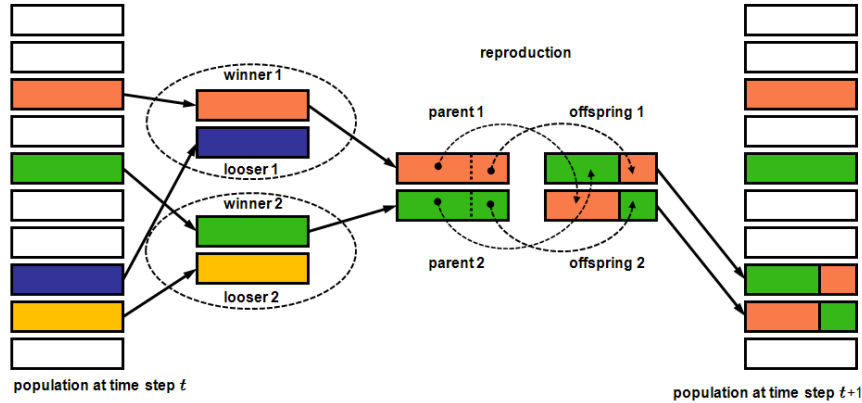 reproduction
winner 1
looser 1
winner 2
looser 2
parent 1
offspring 1
parent 2
offspring 2
population at time step t
population at time step t+1